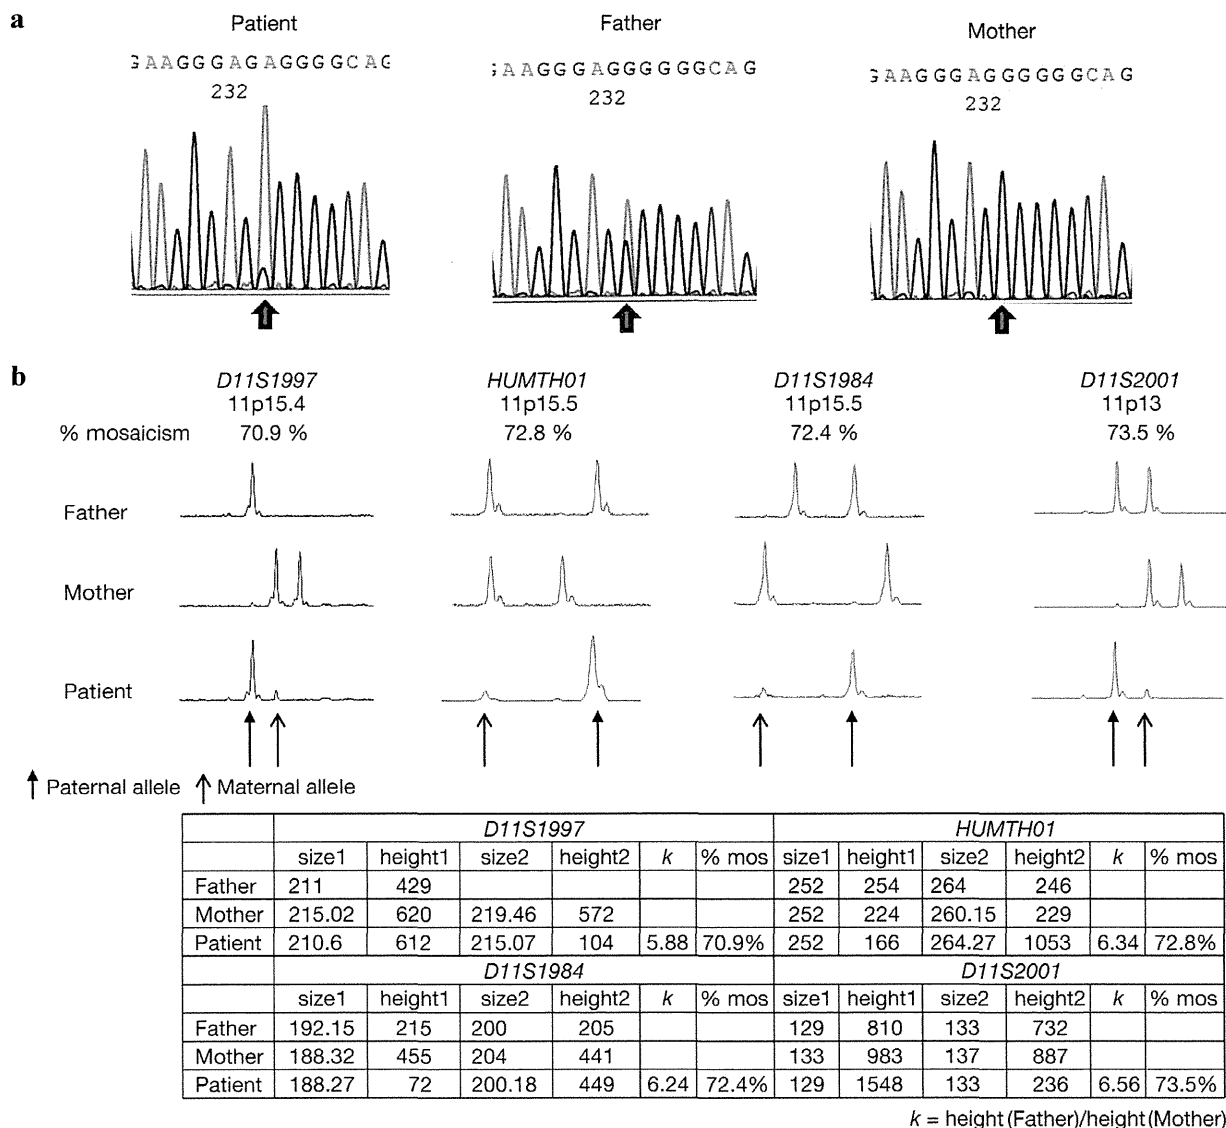 a
Patient
Father
Mother
GAAGGGAGAGGGGCAG
GAAGGGAGGGGGGCAG
GAAGGGAGGGGGGCAG
232
232
232
b
D11S1997
HUMTH01
D11S1984
D11S2001
11p15.4
11p15.5
11p15.5
11p13
% mosaicism
70.9 %
72.8 %
72.4 %
73.5 %
Father
Mother
Patient
Paternal allele
Maternal allele
D11S1997 HUMTH01
size1 height1 size2 height2 k % mos size1 height1 size2 height2 k % mos
Father 211 429 252 254 264 246
Mother 215.02 620 219.46 572 252 224 260.15 229
Patient 210.6 612 215.07 104 5.88 70.9% 252 166 264.27 1053 6.34 72.8%
D11S1984 D11S2001
size1 height1 size2 height2 k % mos size1 height1 size2 height2 k % mos
Father 192.15 215 200 205 129 810 133 732
Mother 188.32 455 204 441 133 983 137 887
Patient 188.27 72 200.18 449 6.24 72.4% 129 1548 133 236 6.56 73.5%
k = height (Father)/height (Mother)